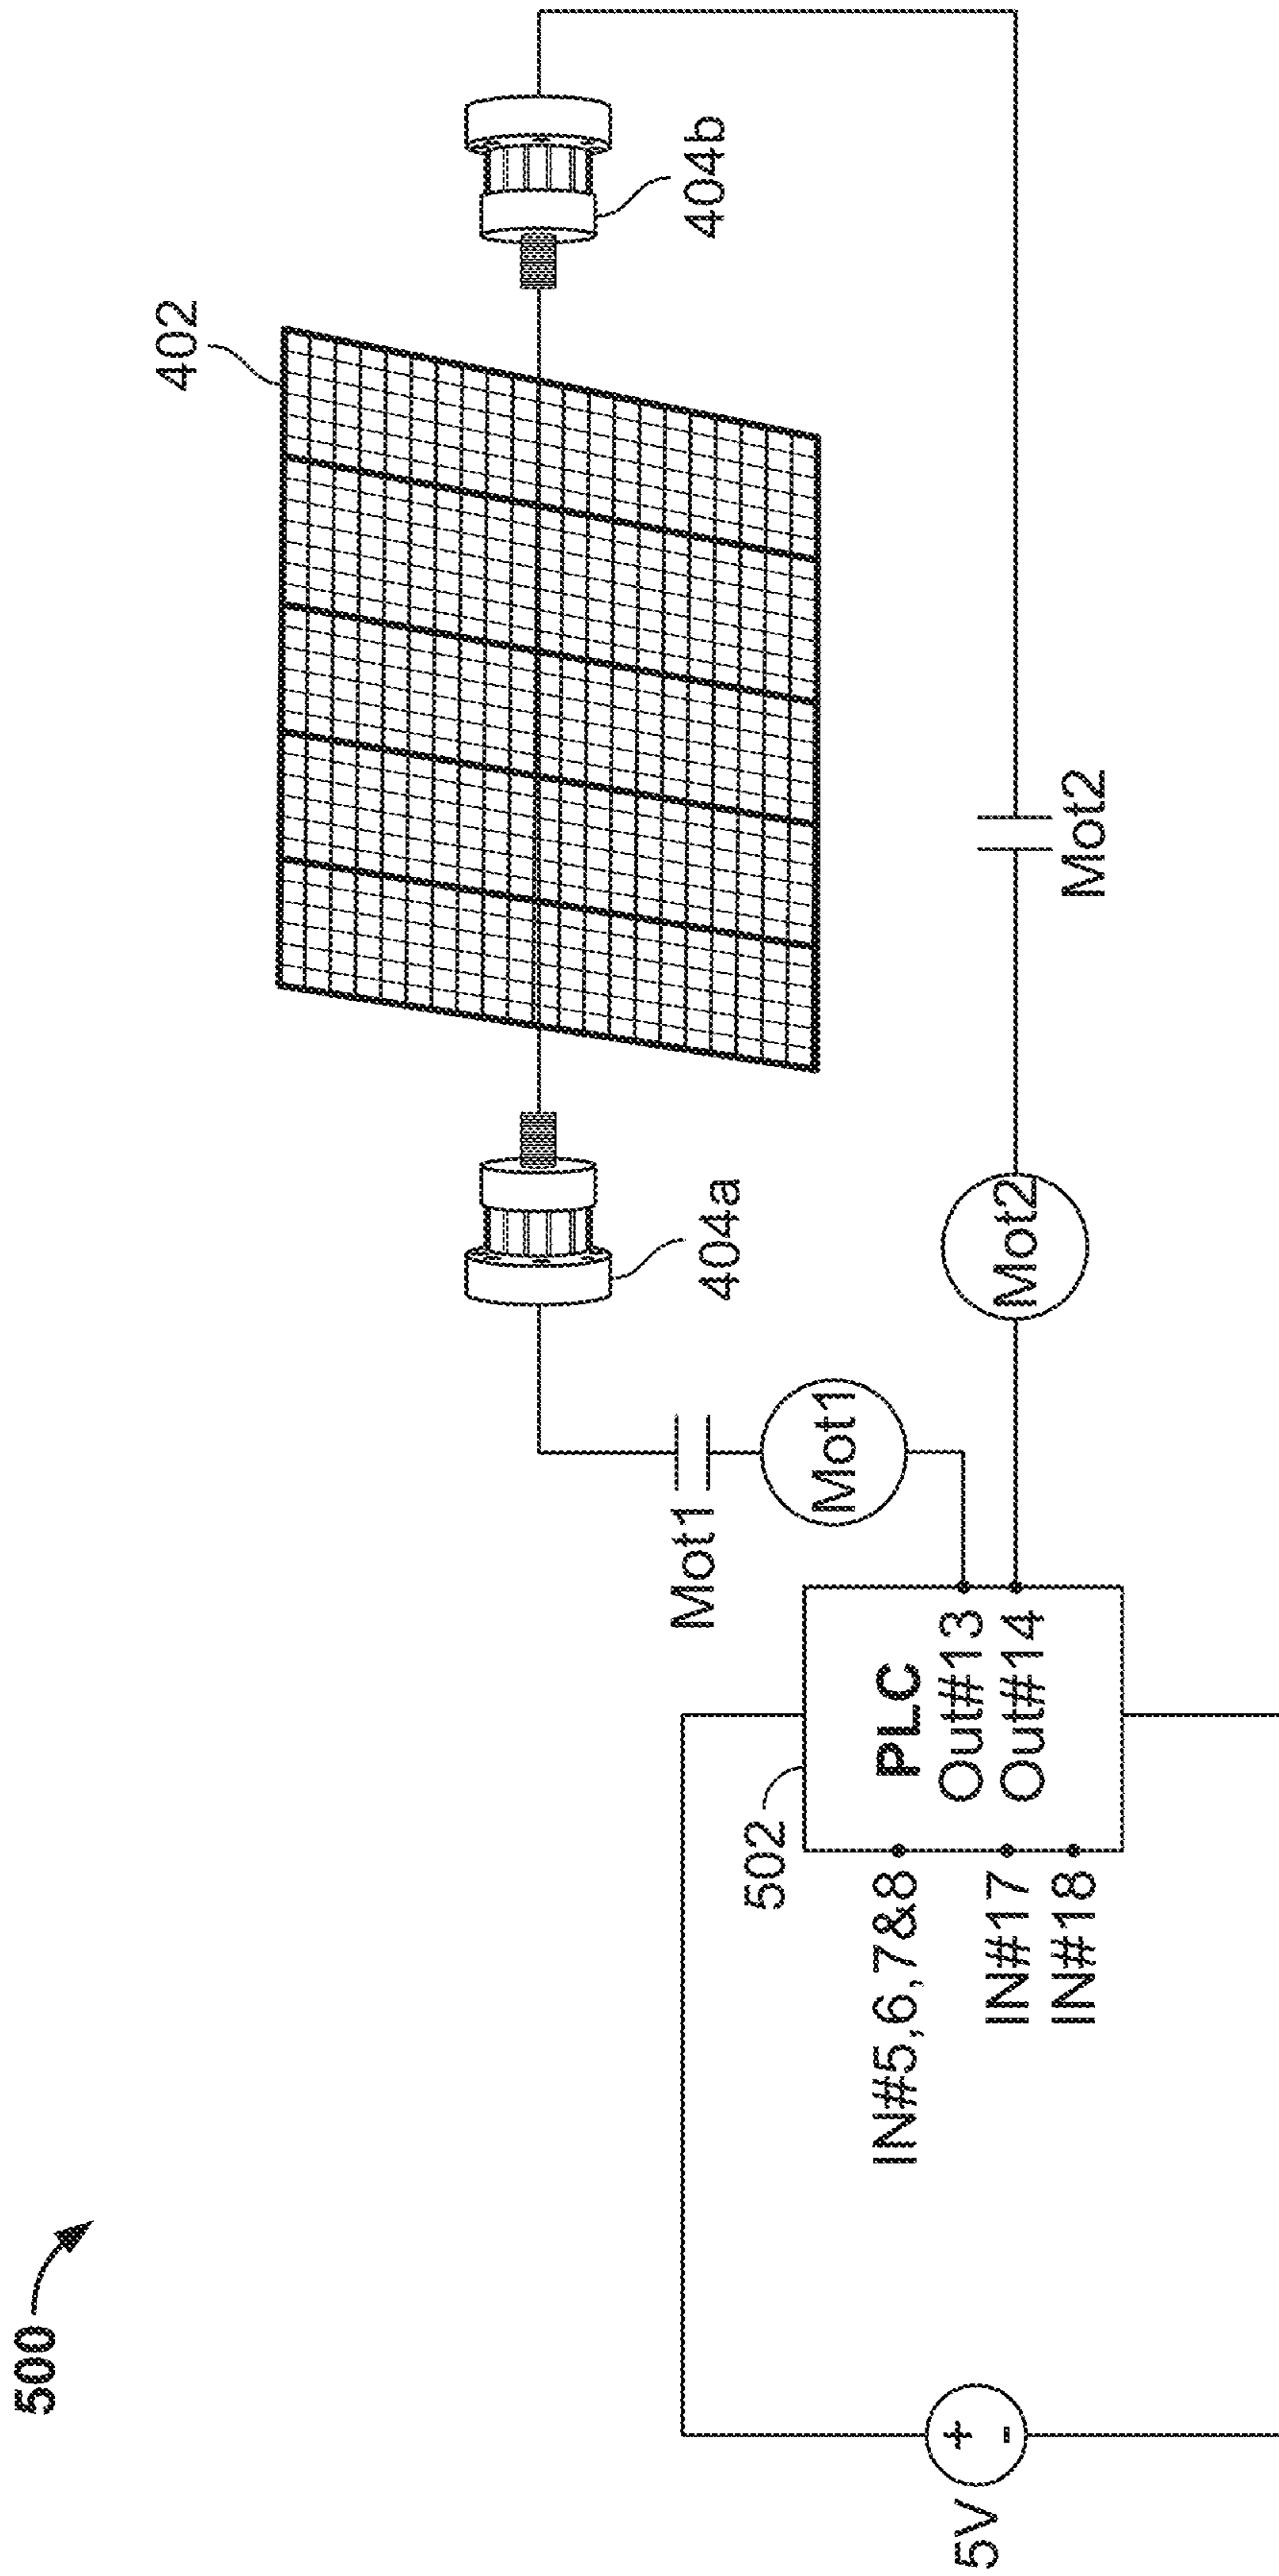 500
402
404b
404a
Mot1
Mot1
Mot2
Mot2
502
PLC
Out#13
Out#14
IN#5,6,7&8
IN#17
IN#18
5V
+
-